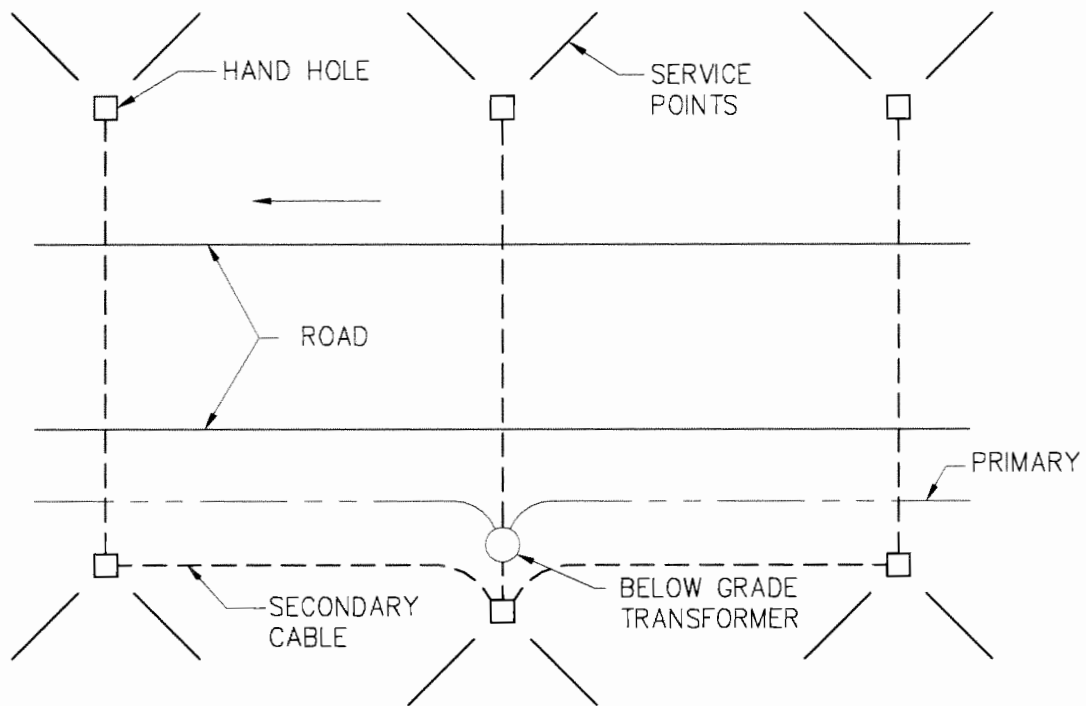 HAND HOLE
SERVICE
POINTS
ROAD
PRIMARY
SECONDARY
CABLE
BELOW GRADE
TRANSFORMER